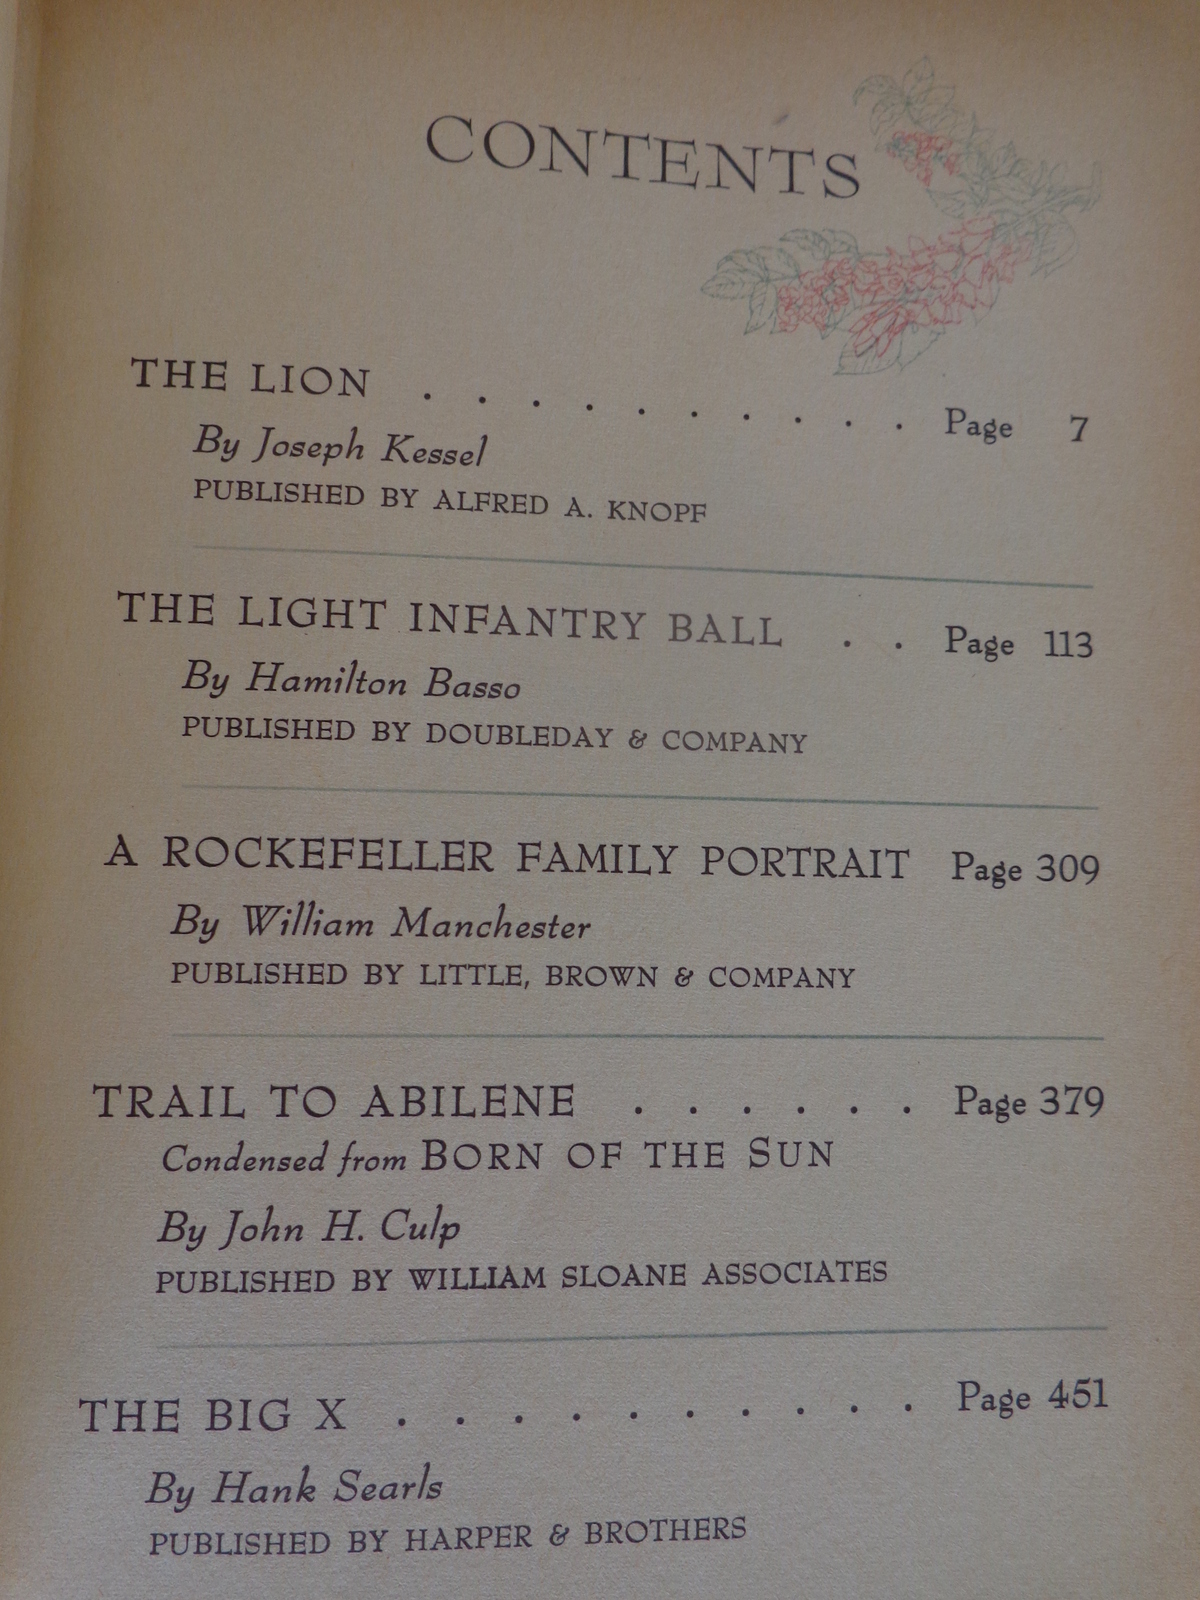 CONTENTS
THE LION . . . . . . . . . . Page 7
By Joseph Kessel
PUBLISHED BY ALFRED A. KNOPF
THE LIGHT INFANTRY BALL . . Page 113
By Hamilton Basso
PUBLISHED BY DOUBLEDAY & COMPANY
A ROCKEFELLER FAMILY PORTRAIT Page 309
By William Manchester
PUBLISHED BY LITTLE, BROWN & COMPANY
TRAIL TO ABILENE . . . . . . Page 379
Condensed from BORN OF THE SUN
By John H. Culp
PUBLISHED BY WILLIAM SLOANE ASSOCIATES
THE BIG X . . . . . . . . . . Page 451
By Hank Searls
PUBLISHED BY HARPER & BROTHERS